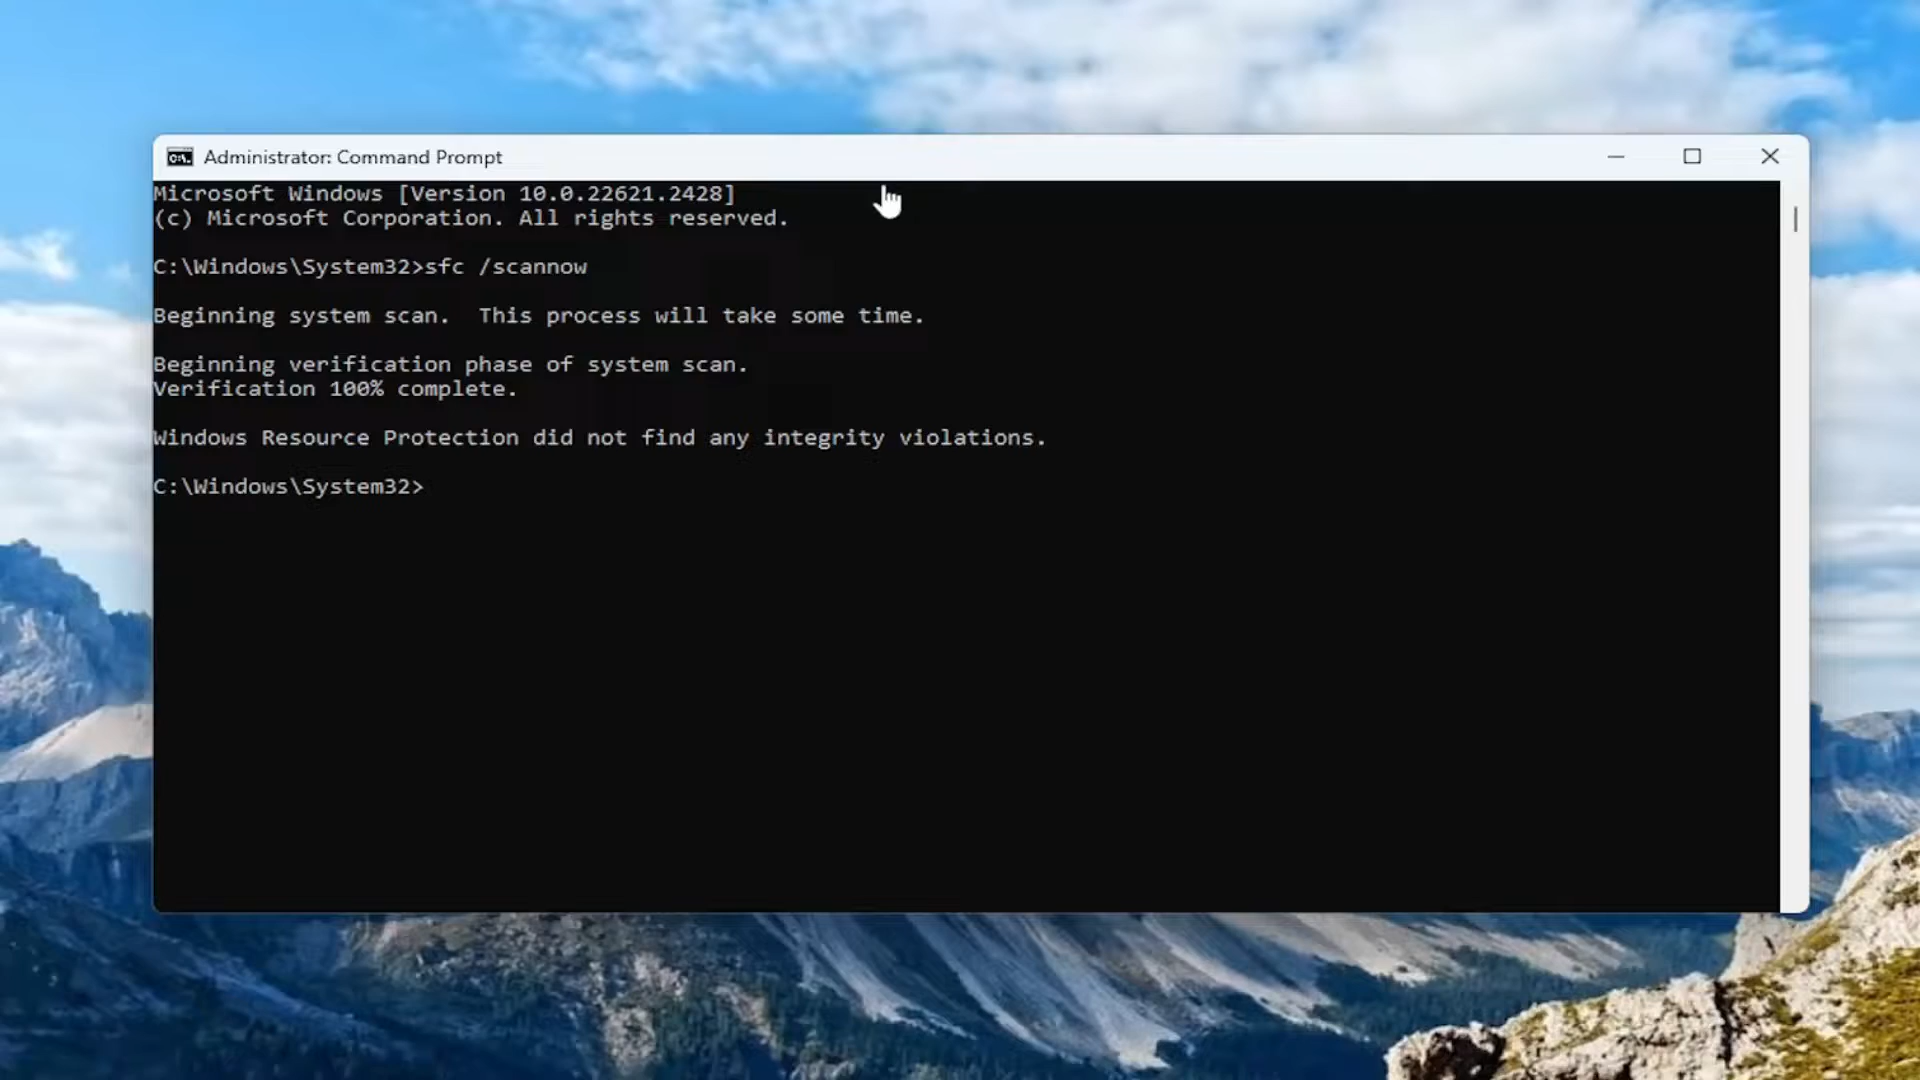 Administrator: Command Prompt
Microsoft Windows [Version 10.0.22621.2428]
(c) Microsoft Corporation. All rights reserved.
C:\Windows\System32>sfc /scannow
Beginning system scan.  This process will take some time.
Beginning verification phase of system scan.
Verification 100% complete.
Windows Resource Protection did not find any integrity violations.
C:\Windows\System32>